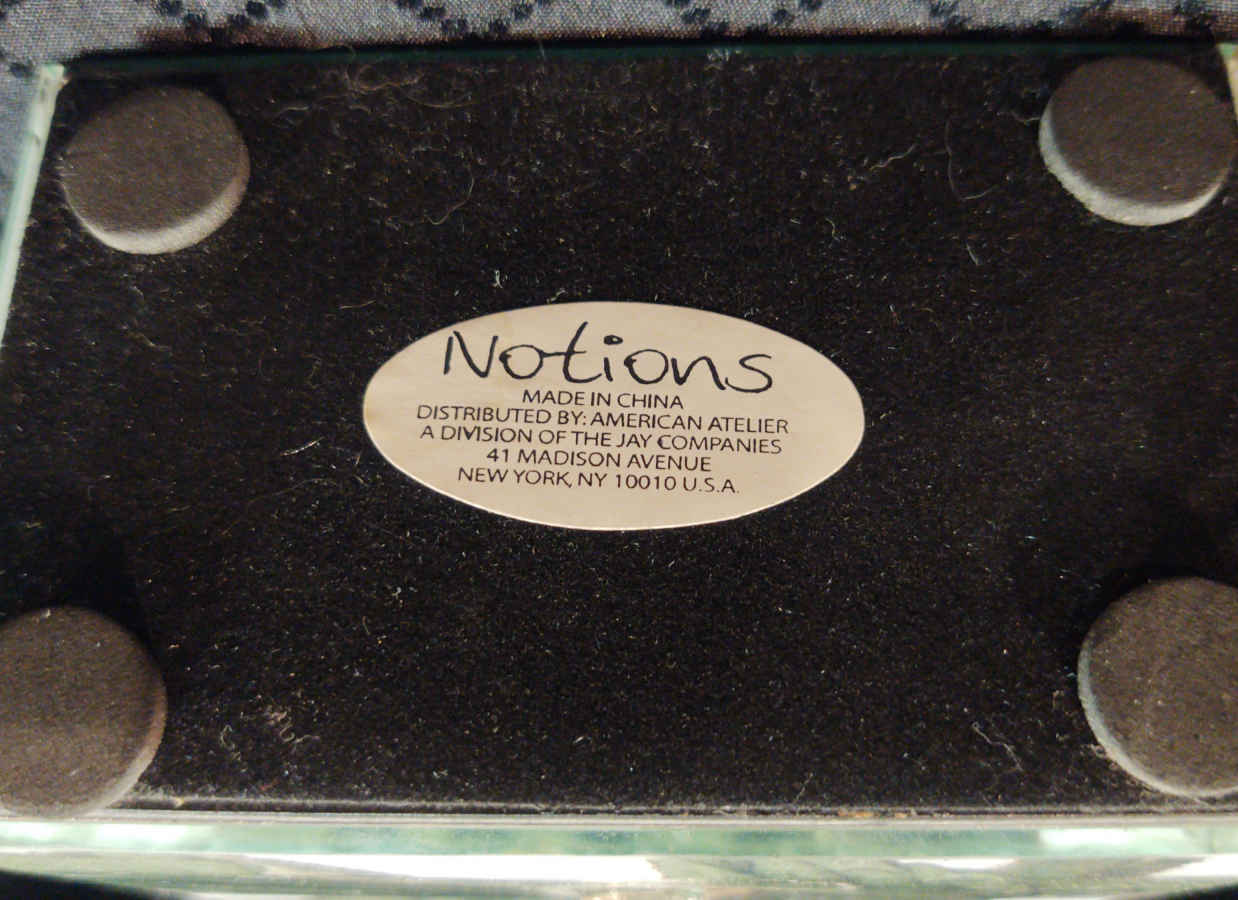 Notions
MADE IN CHINA
DISTRIBUTED BY: AMERICAN ATELIER
A DIVISION OF THE JAY COMPANIES
41 MADISON AVENUE
NEW YORK, NY 10010 U.S.A.